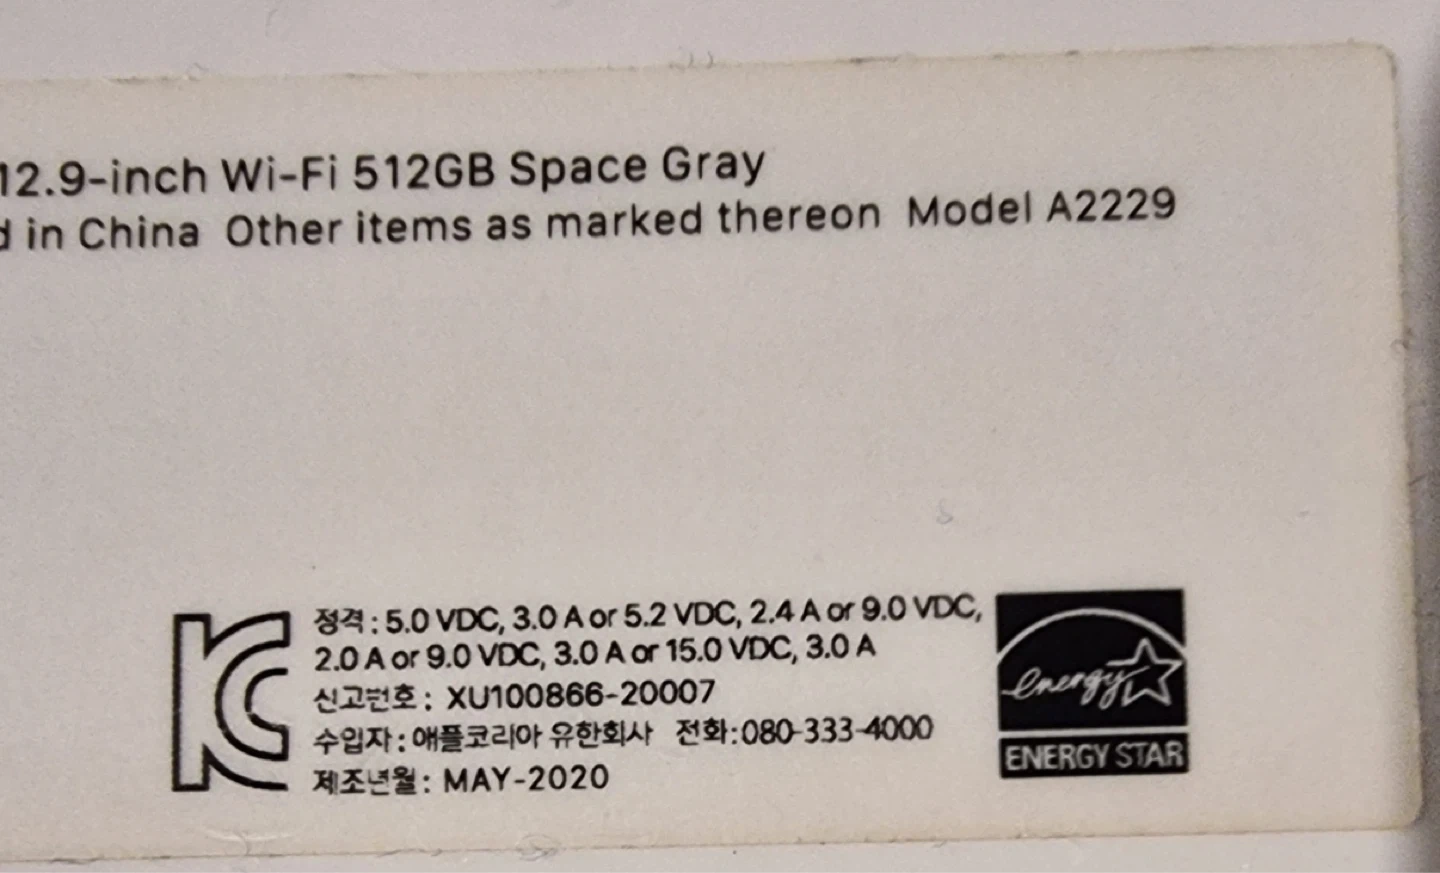 12.9-inch Wi-Fi 512GB Space Gray
d in China Other items as marked thereon Model A2229
정격: 5.0 VDC, 3.0 A or 5.2 VDC, 2.4 A or 9.0 VDC,
2.0 A or 9.0 VDC, 3.0 A or 15.0 VDC, 3.0 A
신고번호: XU100866-20007
수입자: 애플코리아 유한회사 전화:080-333-4000
제조년월: MAY-2020
energy
ENERGY STAR